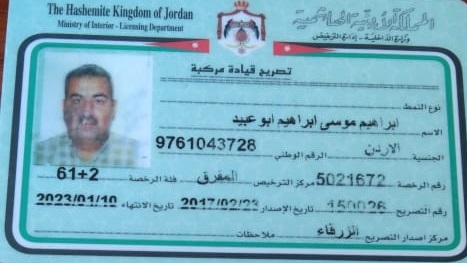 The Hashemite Kingdom of Jordan
Ministry of Interior - Licensing Department
المملكة الأردنية الهاشمية
وزارة الداخلية - إدارة الترخيص
تصريح قيادة مركبة
نوع النمط
الاسم ابراهيم موسى ابراهيم ابو عبيد
الجنسية الاردن الرقم الوطني 9761043728
رقم الرخصة 5021672 مركز الترخيص المفرق فئة الرخصة 61+2
رقم التصريح 150026 تاريخ الإصدار 2017/02/23 تاريخ الانتهاء 2023/01/10
مركز اصدار التصريح الزرقاء ملاحظات